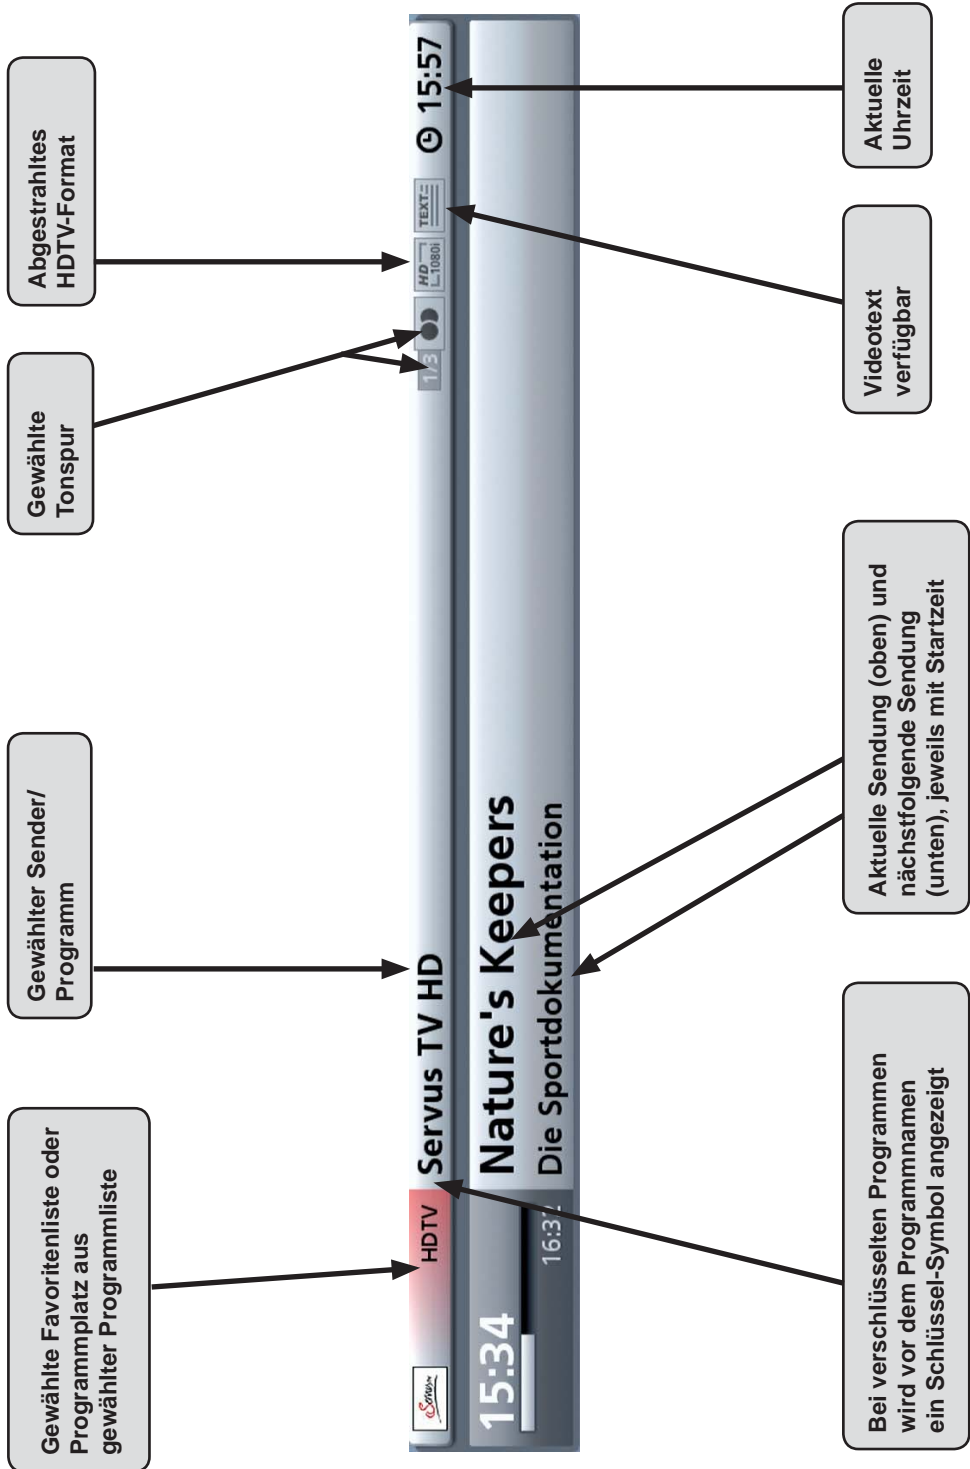 Gewählte Favoritenliste oder
Programmplatz aus
gewählter Programmliste
Gewählter Sender/
Programm
Gewählte
Tonspur
Abgestrahltes
HDTV-Format
Servus
HDTV
Servus TV HD
1/3
HD
1080i
TEXT
15:57
15:34
Nature's Keepers
16:32
Die Sportdokumentation
Bei verschlüsselten Programmen
wird vor dem Programmnamen
ein Schlüssel-Symbol angezeigt
Aktuelle Sendung (oben) und
nächstfolgende Sendung
(unten), jeweils mit Startzeit
Videotext
verfügbar
Aktuelle
Uhrzeit